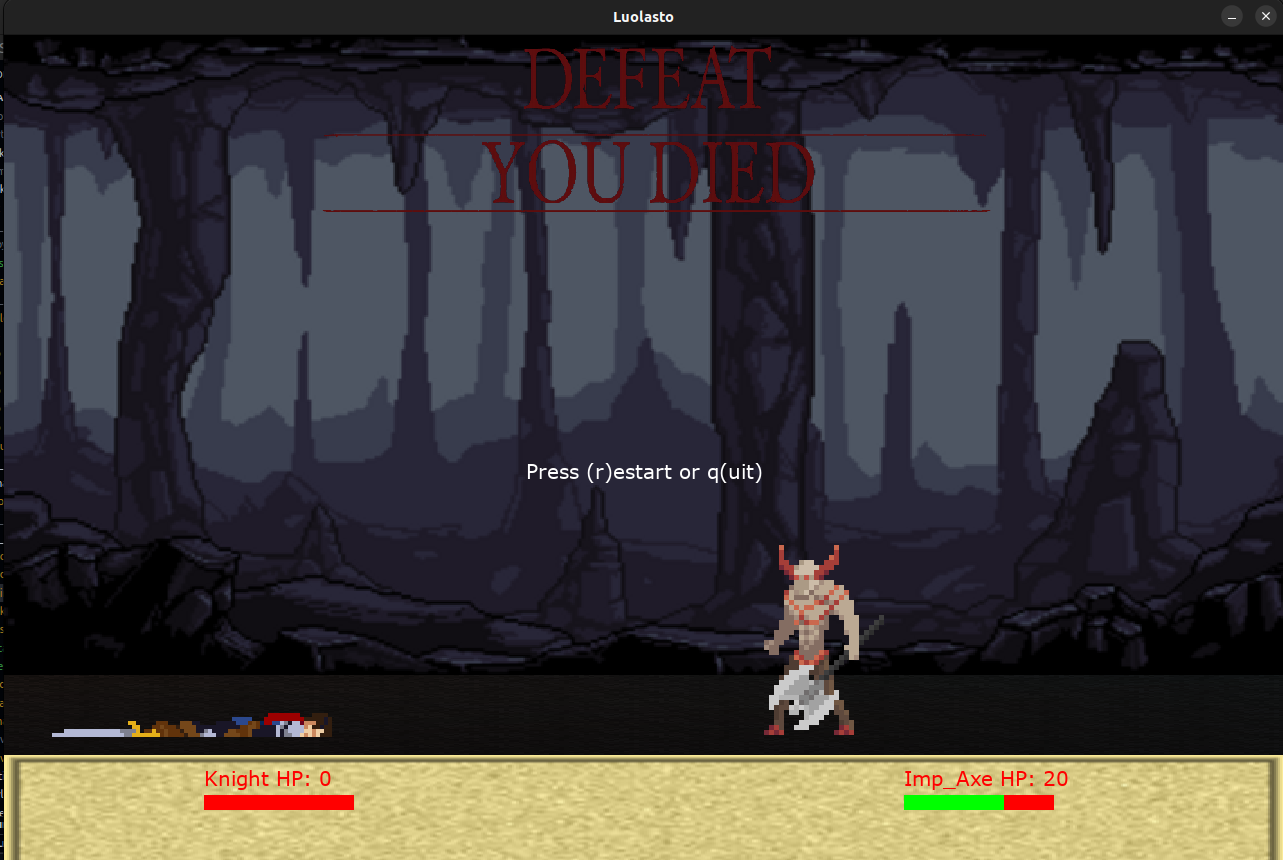 Luolasto
DEFEAT
YOU DIED
Press (r)estart or q(uit)
Knight HP: 0
Imp_Axe HP: 20